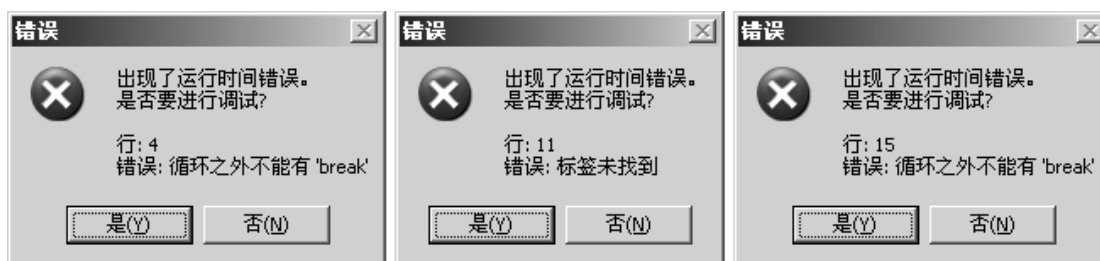 错误
出现了运行时间错误。
是否要进行调试?
行: 4
错误: 循环之外不能有 'break'
是(Y) 否(N)
错误
出现了运行时间错误。
是否要进行调试?
行: 11
错误: 标签未找到
是(Y) 否(N)
错误
出现了运行时间错误。
是否要进行调试?
行: 15
错误: 循环之外不能有 'break'
是(Y) 否(N)